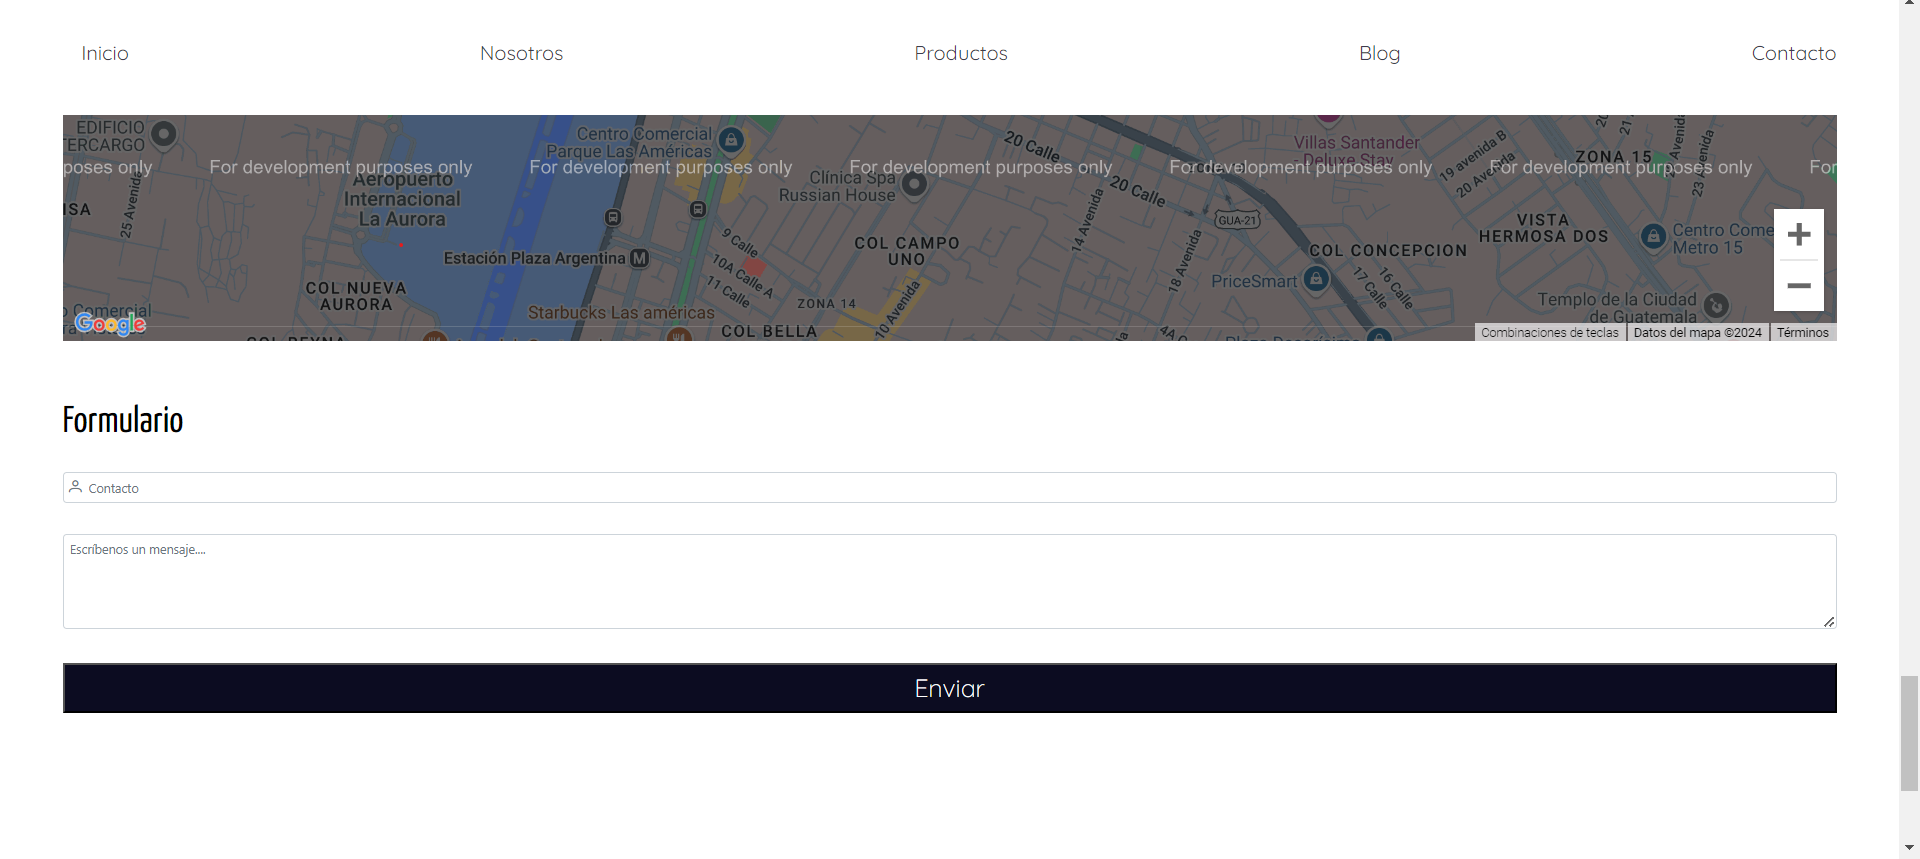 Inicio
Nosotros
Productos
Blog
Contacto
EDIFICIO
TERCARGO
Centro Comercial
Parque Las Américas
20 Calle
Villas Santander
- Deluxe Stay
19 avenida B
20 Avenida
ZONA 15
23 Avenida
poses only
For development purposes only
For development purposes only
For development purposes only
For development purposes only
For development purposes only
For
Aeropuerto
Internacional
La Aurora
Clínica Spa
Russian House
20 Calle
25 Avenida
ISA
GUA-21
VISTA
HERMOSA DOS
Centro Come
Metro 15
9 Calle
14 Avenida
18 Avenida
COL CAMPO
UNO
COL CONCEPCION
Estación Plaza Argentina
10A Calle A
11 Calle
PriceSmart
17 Calle
16 Calle
COL NUEVA
AURORA
ZONA 14
10 Avenida
Templo de la Ciudad
de Guatemala
Comercial
Starbucks Las américas
COL BELLA
Google
4A
Combinaciones de teclas
Datos del mapa ©2024
Términos
Formulario
Contacto
Escríbenos un mensaje....
Enviar